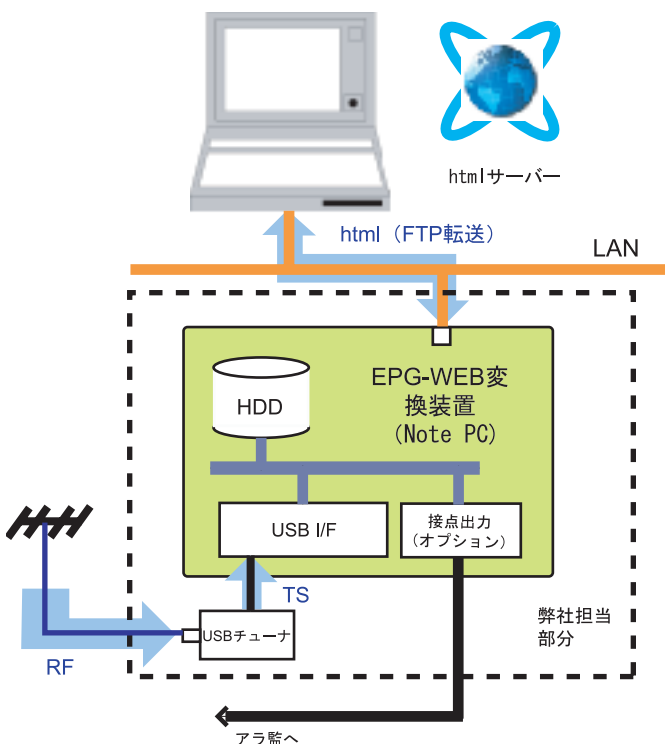 htmlサーバー
html（FTP転送）
LAN
EPG-WEB変
換装置
(Note PC)
HDD
USB I/F
接点出力
（オプション）
TS
USBチューナ
弊社担当
部分
RF
アラ監へ